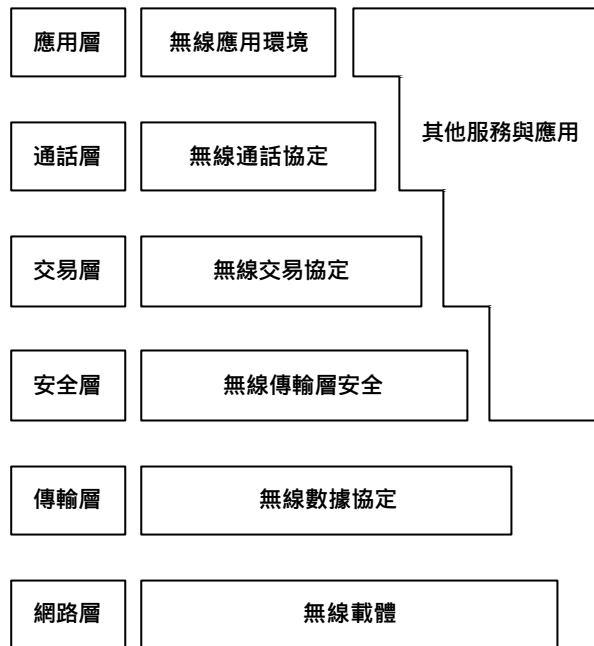 應用層
無線應用環境
其他服務與應用
通話層
無線通話協定
交易層
無線交易協定
安全層
無線傳輸層安全
傳輸層
無線數據協定
網路層
無線載體